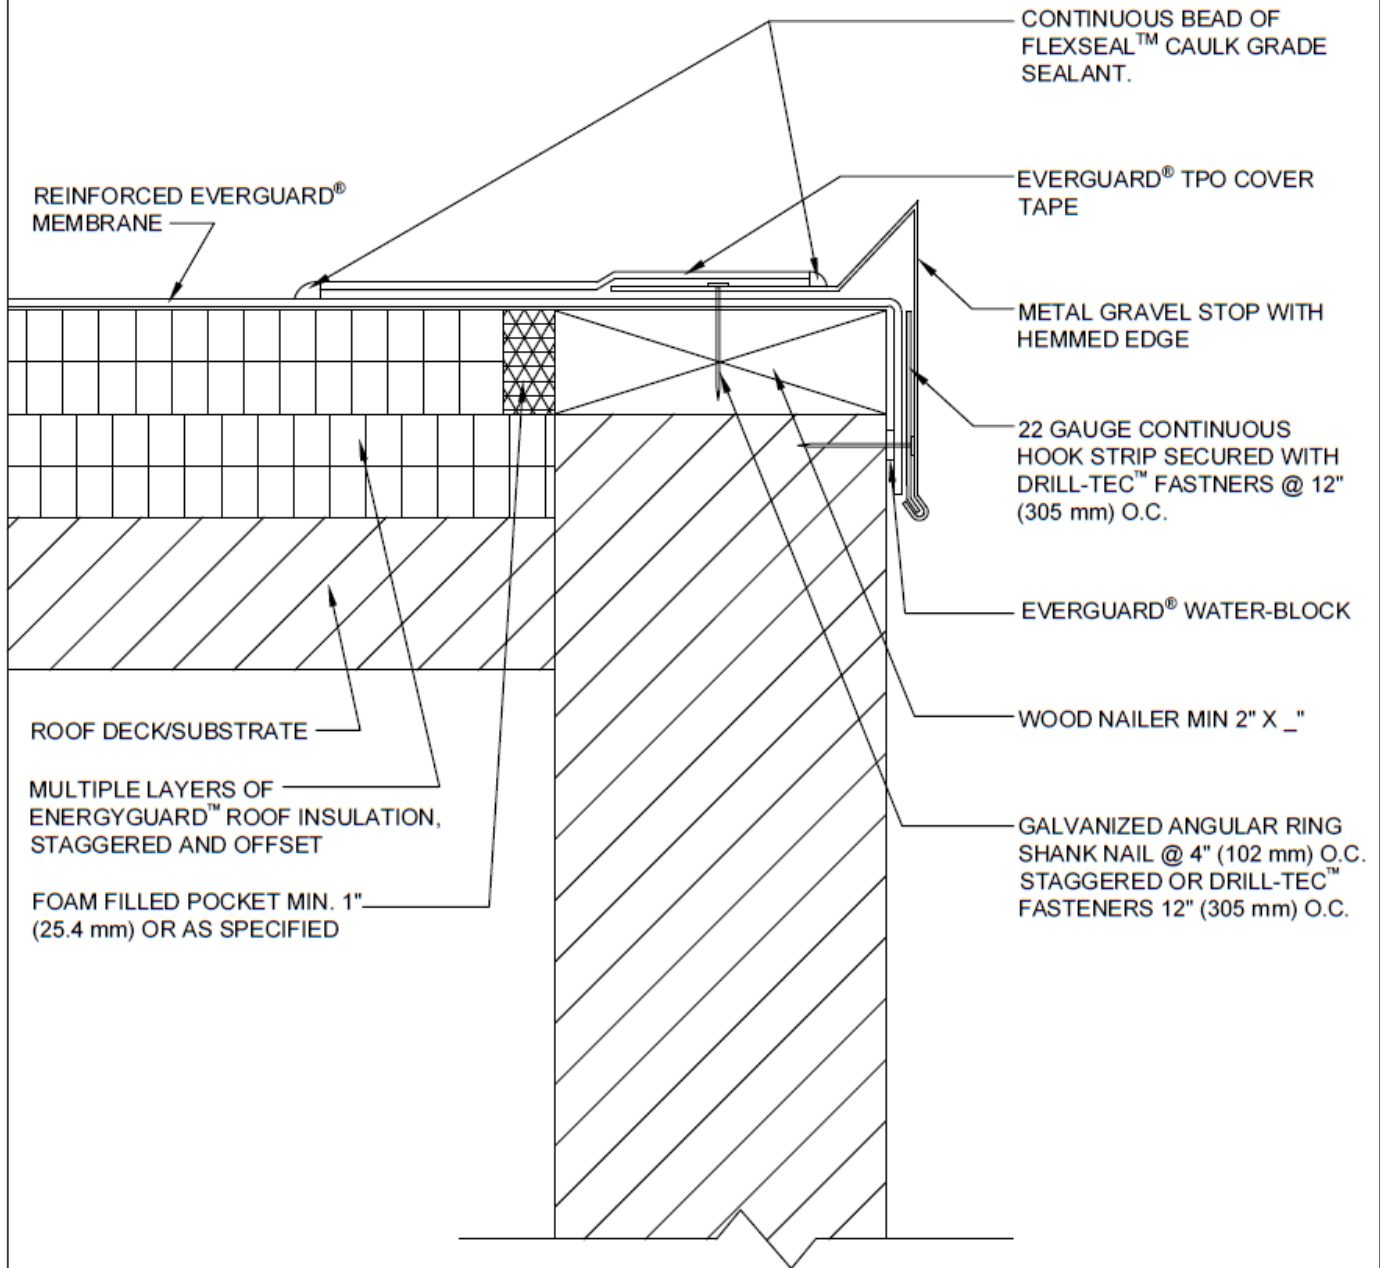 CONTINUOUS BEAD OF
FLEXSEAL™ CAULK GRADE
SEALANT.
EVERGUARD® TPO COVER
TAPE
REINFORCED EVERGUARD®
MEMBRANE
METAL GRAVEL STOP WITH
HEMMED EDGE
22 GAUGE CONTINUOUS
HOOK STRIP SECURED WITH
DRILL-TEC™ FASTNERS @ 12"
(305 mm) O.C.
EVERGUARD® WATER-BLOCK
WOOD NAILER MIN 2" X _"
ROOF DECK/SUBSTRATE
MULTIPLE LAYERS OF
ENERGYGUARD™ ROOF INSULATION,
STAGGERED AND OFFSET
GALVANIZED ANGULAR RING
SHANK NAIL @ 4" (102 mm) O.C.
STAGGERED OR DRILL-TEC™
FASTENERS 12" (305 mm) O.C.
FOAM FILLED POCKET MIN. 1"
(25.4 mm) OR AS SPECIFIED